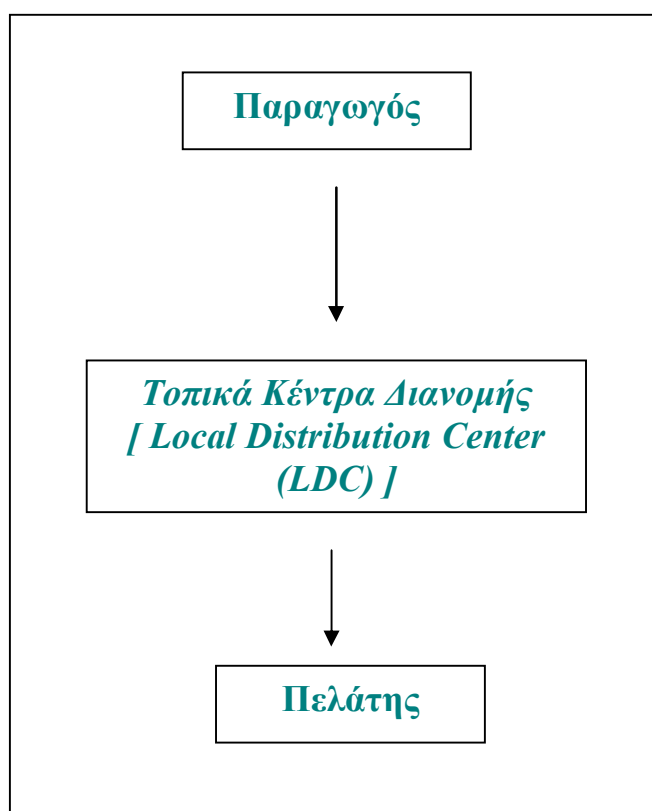 Παραγωγός
Τοπικά Κέντρα Διανομής
[ Local Distribution Center
(LDC) ]
Πελάτης